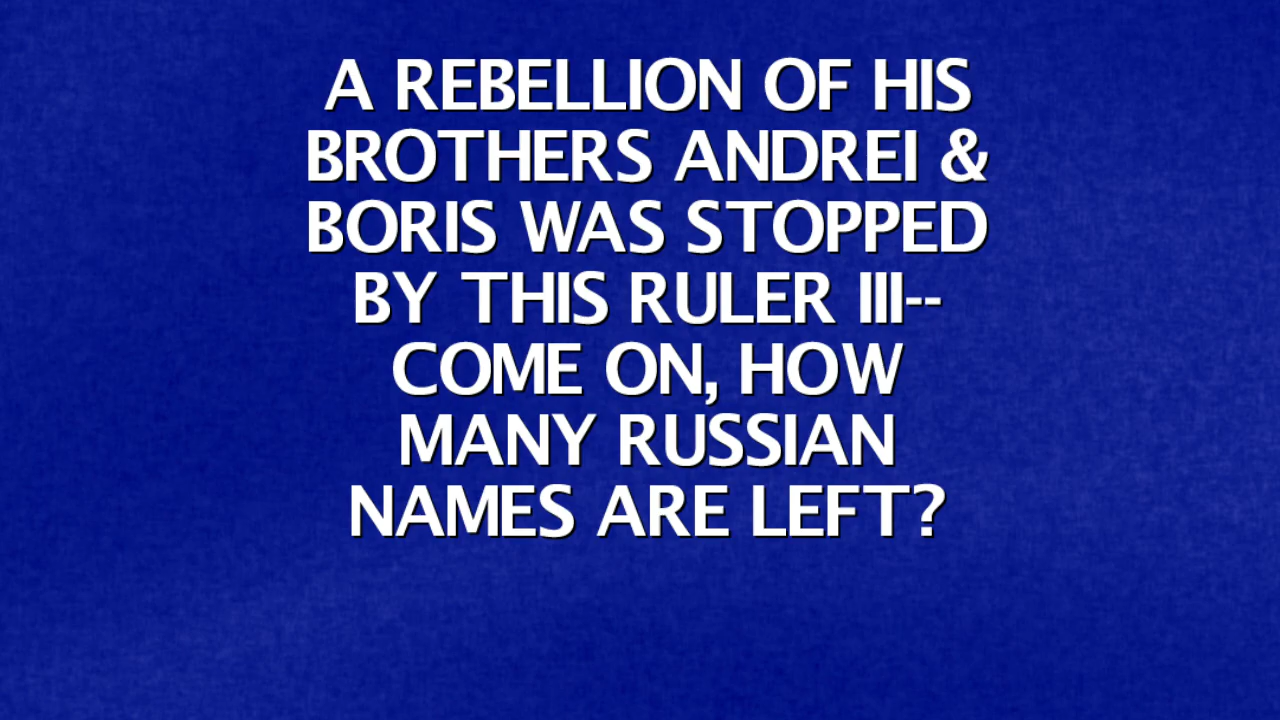 A REBELLION OF HIS
BROTHERS ANDREI &
BORIS WAS STOPPED
BY THIS RULER III--
COME ON, HOW
MANY RUSSIAN
NAMES ARE LEFT?